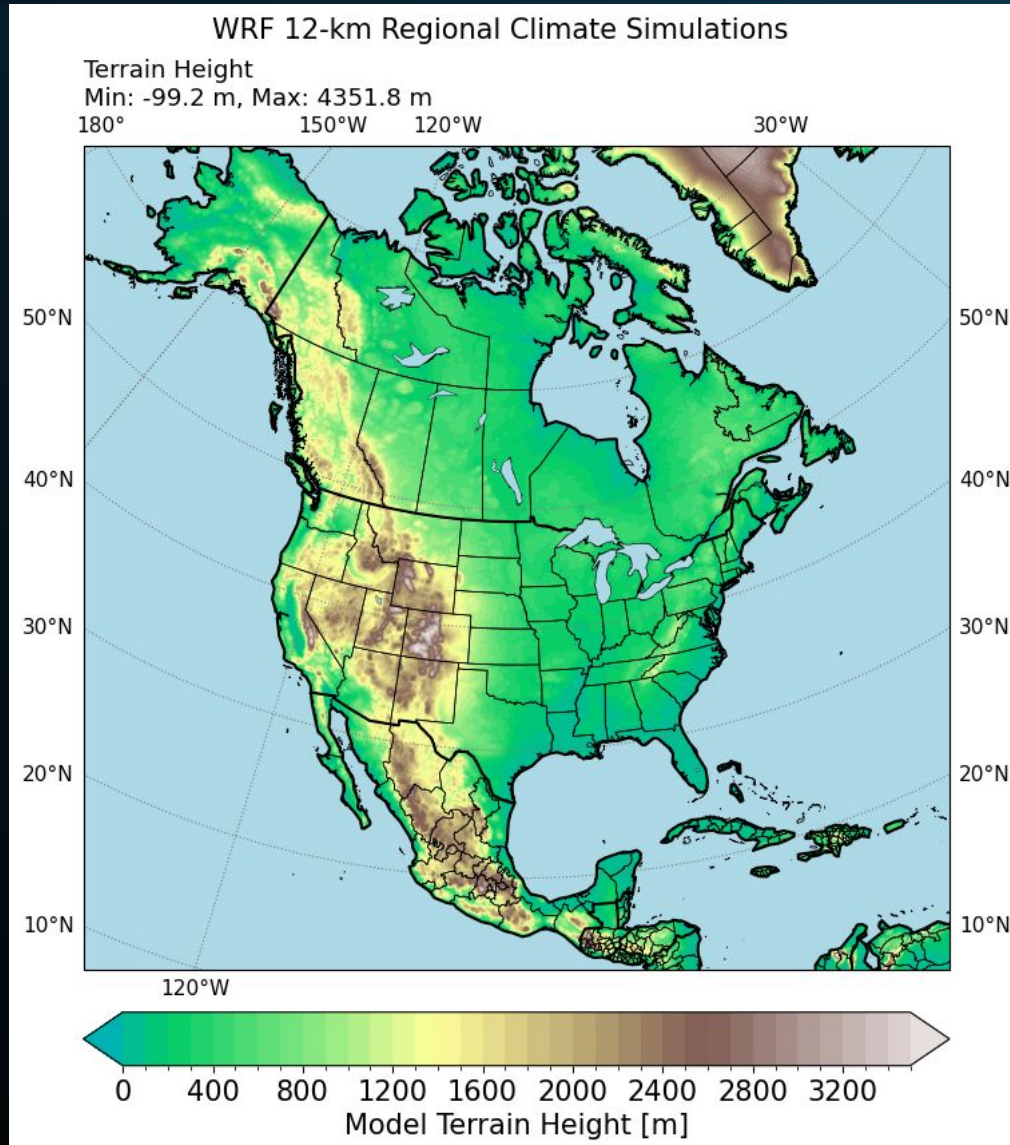 WRF 12-km Regional Climate Simulations
Terrain Height
Min: -99.2 m, Max: 4351.8 m
180° 150°W 120°W 30°W
50°N 50°N
40°N 40°N
30°N 30°N
20°N 20°N
10°N 10°N
120°W
0 400 800 1200 1600 2000 2400 2800 3200
Model Terrain Height [m]